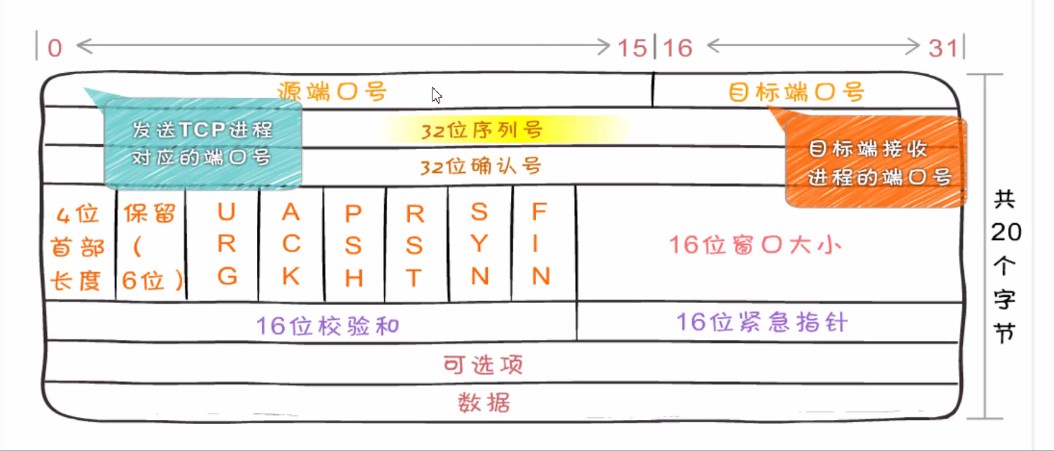 0 15 16 31
源端口号 目标端口号
发送TCP进程
对应的端口号
32位序列号
目标端接收
进程的端口号
32位确认号
4位
首部
长度
保留
(
6位)
URG
ACK
PSH
RST
SYN
FIN
16位窗口大小
共20个字节
16位校验和 16位紧急指针
可选项
数据